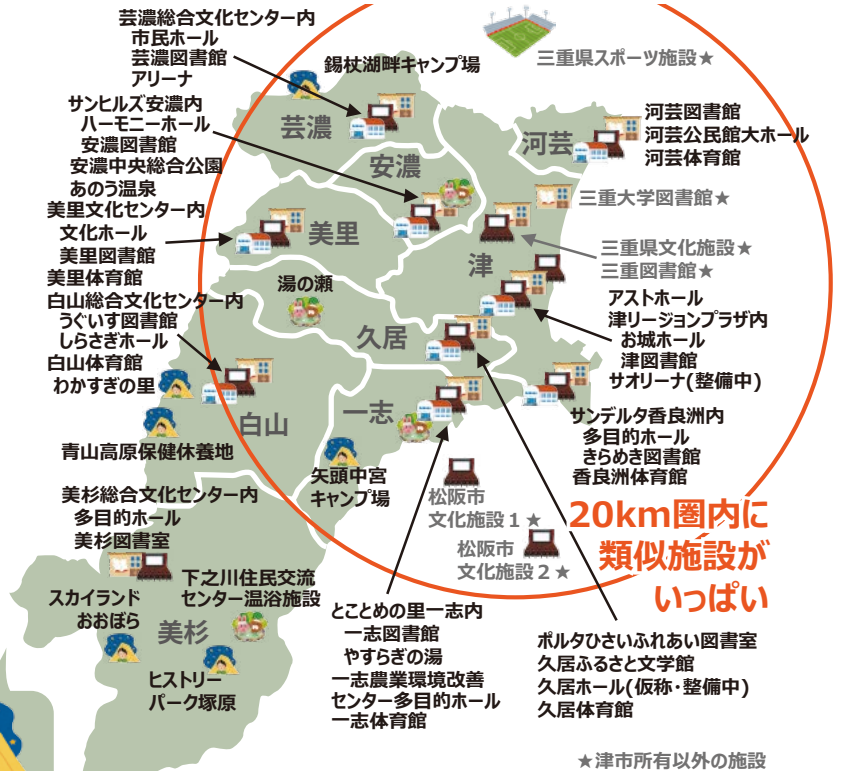 芸濃総合文化センター内
市民ホール
芸濃図書館
アリーナ
錫杖湖畔キャンプ場
三重県スポーツ施設★
サンヒルズ安濃内
ハーモニーホール
安濃図書館
安濃中央総合公園
あのう温泉
芸濃
安濃
河芸
河芸図書館
河芸公民館大ホール
河芸体育館
美里文化センター内
文化ホール
美里図書館
美里体育館
美里
三重大学図書館★
津
三重県文化施設★
三重図書館★
白山総合文化センター内
うぐいす図書館
しらさぎホール
白山体育館
わかすぎの里
湯の瀬
久居
アストホール
津リージョンプラザ内
お城ホール
津図書館
サオリーナ(整備中)
白山
一志
青山高原保健休養地
矢頭中宮
キャンプ場
サンデルタ香良洲内
多目的ホール
きらめき図書館
香良洲体育館
美杉総合文化センター内
多目的ホール
美杉図書室
松阪市
文化施設1★
松阪市
文化施設2★
20km圏内に
類似施設が
いっぱい
スカイランド
おおぼら
下之川住民交流
センター温浴施設
美杉
ヒストリー
パーク塚原
とことめの里一志内
一志図書館
やすらぎの湯
一志農業環境改善
センター多目的ホール
一志体育館
ポルタひさいふれあい図書室
久居ふるさと文学館
久居ホール(仮称・整備中)
久居体育館
★津市所有以外の施設